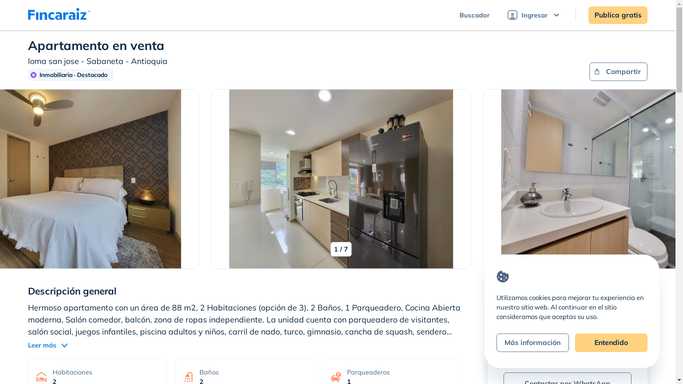 Fincaraiz
Buscador
Ingresar
Publica gratis
Apartamento en venta
loma san jose - Sabaneta - Antioquia
Inmobiliaria - Destacado
Compartir
1 / 7
Descripción general
Hermoso apartamento con un área de 88 m2, 2 Habitaciones (opción de 3), 2 Baños, 1 Parqueadero, Cocina Abierta
moderna, Salón comedor, balcón, zona de ropas independiente. La unidad cuenta con parqueadero de visitantes,
salón social, juegos infantiles, piscina adultos y niños, carril de nado, turco, gimnasio, cancha de squash, sendero...
Leer más
Habitaciones
2
Baños
2
Parqueaderos
1
Utilizamos cookies para mejorar tu experiencia en
nuestro sitio web. Al continuar en el sitio
consideramos que aceptas su uso.
Más información
Entendido
Contactar por WhatsApp